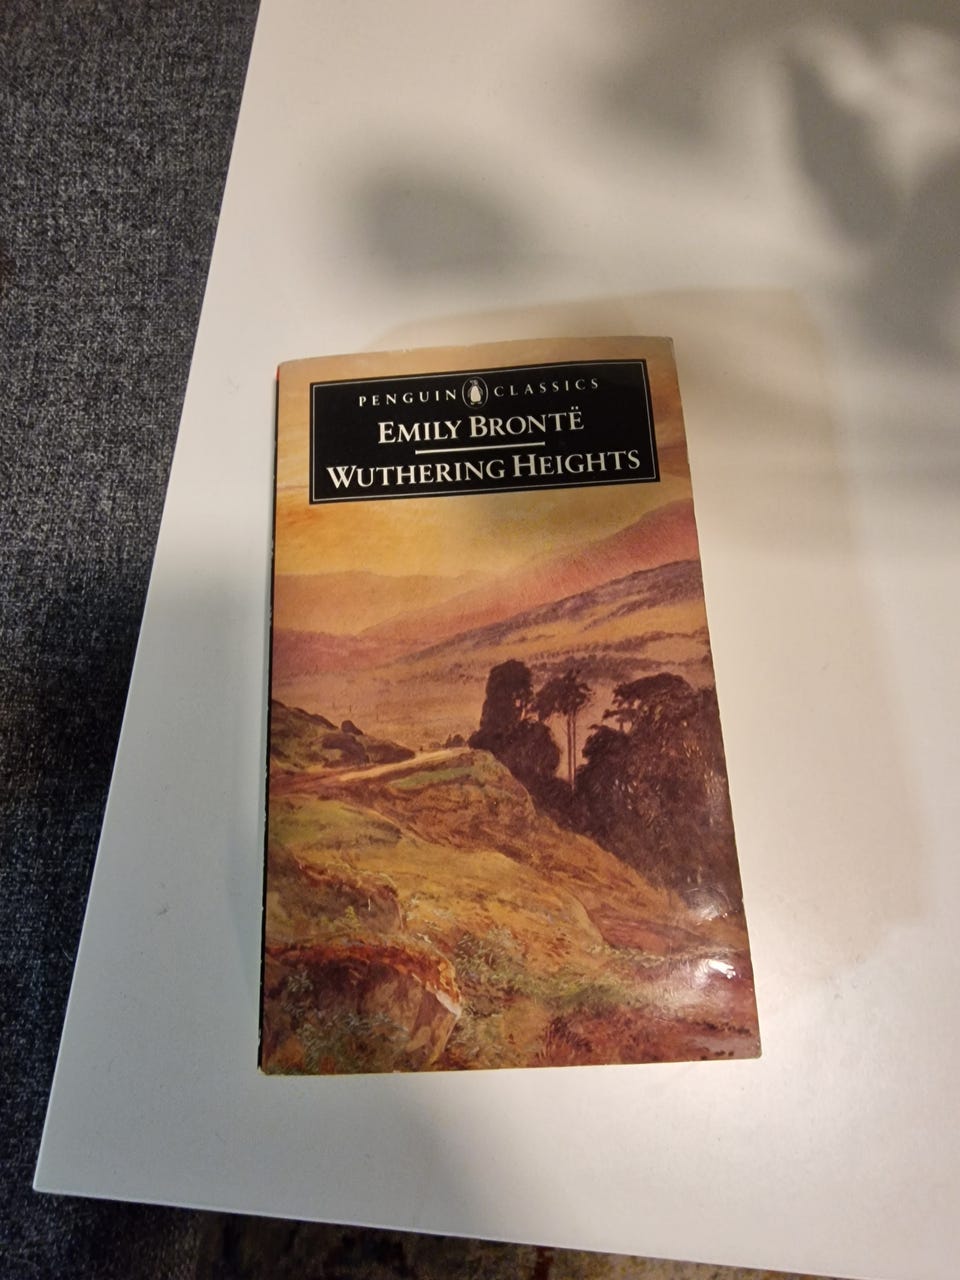 PENGUIN CLASSICS
EMILY BRONTË
WUTHERING HEIGHTS